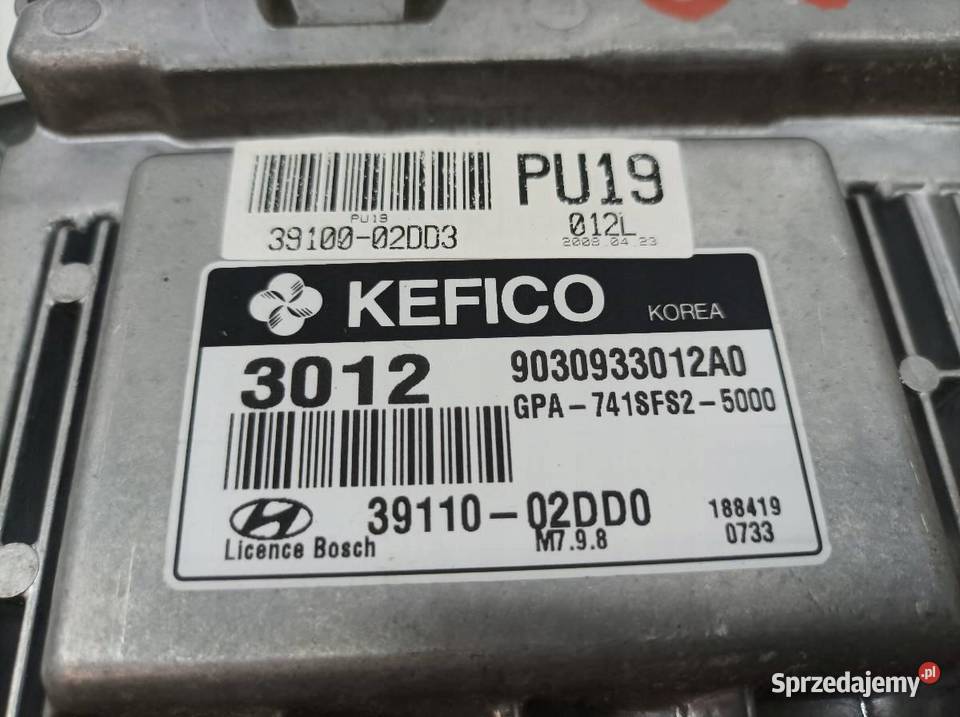 PU19
PU19
012L
39100-02DD3
2008.04.23
KEFICO
KOREA
3012
9030933012A0
GPA-741SFS2-5000
39110-02DD0
188419
M7.9.8
0733
Licence Bosch
Sprzedajemy.pl